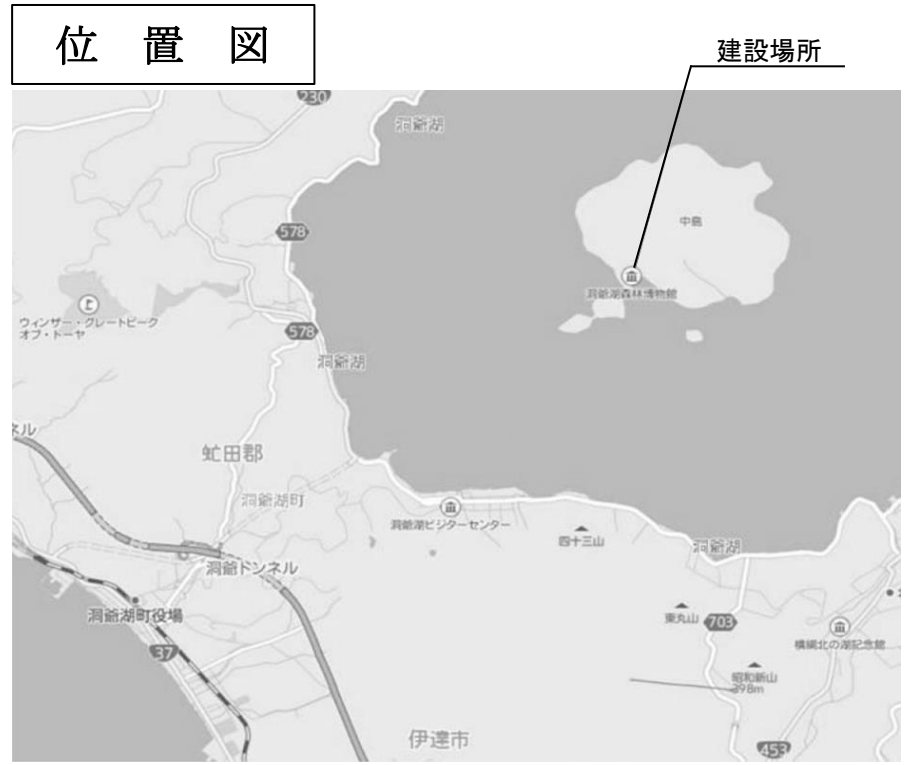 位 置 図
建設場所
230
洞爺湖
578
中島
洞爺湖森林博物館
ウィンザー・グレートピーク
オブ・トーヤ
578
洞爺湖
ネル
虻田郡
洞爺湖町
洞爺湖ビジターセンター
四十三山
洞爺湖
洞爺トンネル
洞爺湖町役場
東丸山
703
37
横綱北の湖記念館
昭和新山
398m
伊達市
453